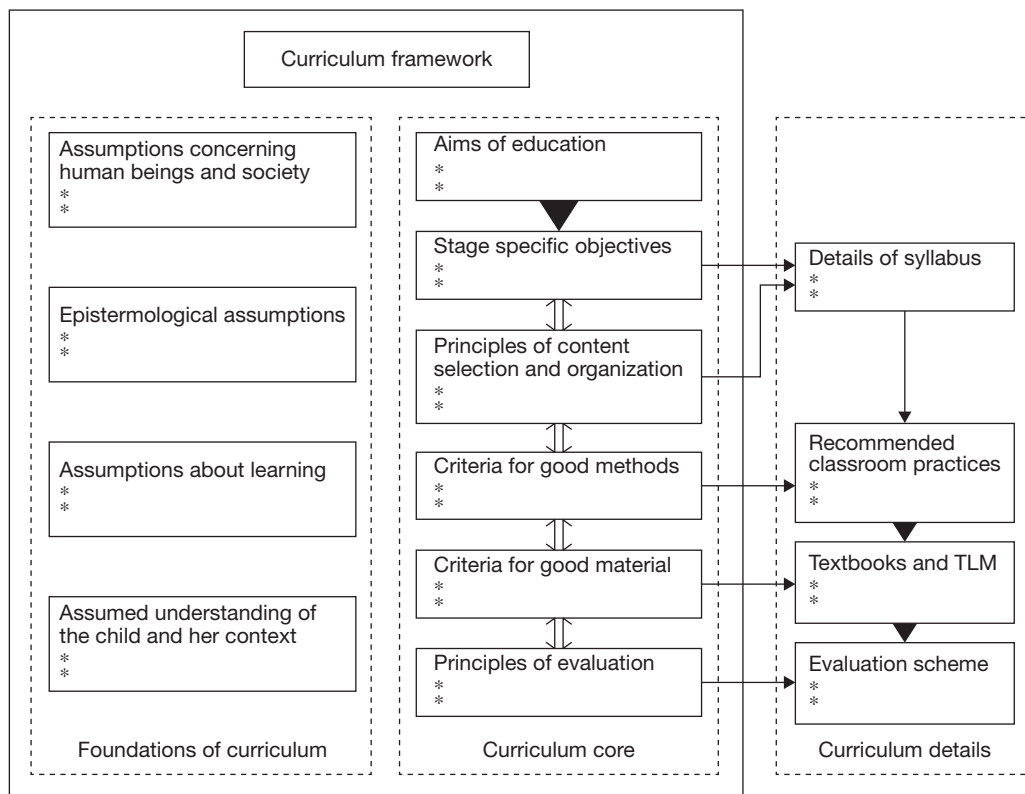 Curriculum framework
Assumptions concerning
human beings and society
*
*
Epistermological assumptions
*
*
Assumptions about learning
*
*
Assumed understanding of
the child and her context
*
*
Foundations of curriculum
Aims of education
*
*
Stage specific objectives
*
*
Principles of content
selection and organization
*
*
Criteria for good methods
*
*
Criteria for good material
*
*
Principles of evaluation
*
*
Curriculum core
Details of syllabus
*
*
Recommended
classroom practices
*
*
Textbooks and TLM
*
*
Evaluation scheme
*
*
Curriculum details